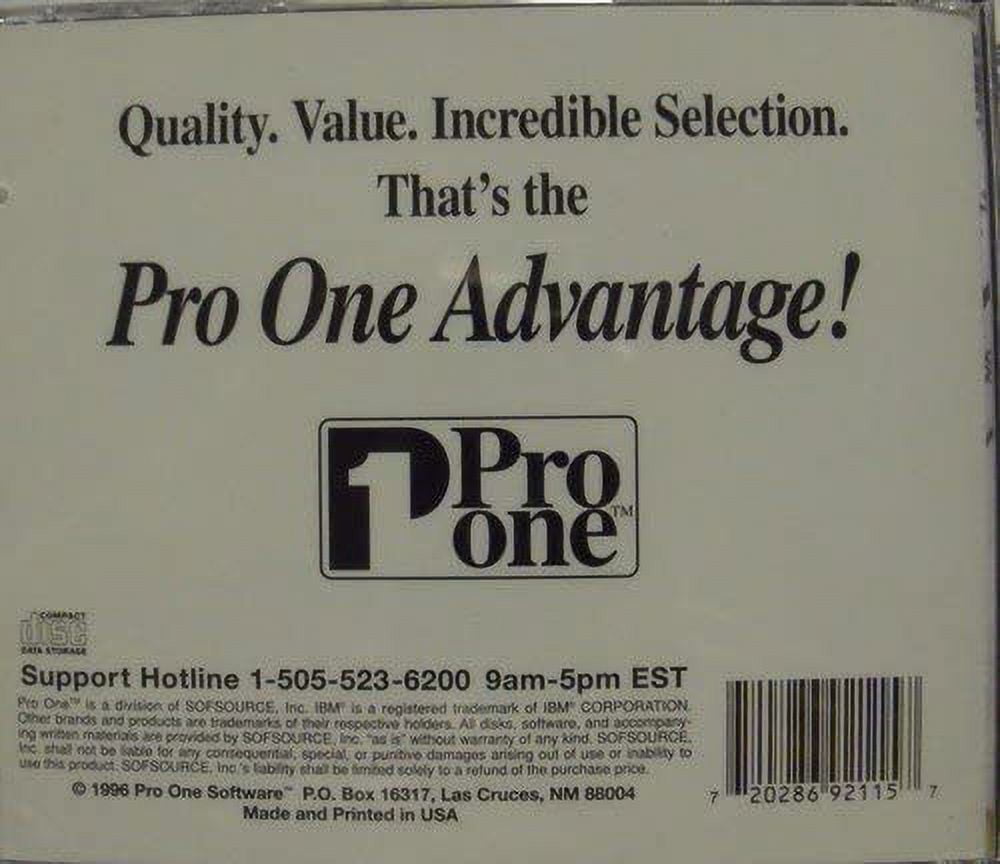 Quality. Value. Incredible Selection.
That's the
Pro One Advantage!
1 Pro
one™
COMPACT
disc
DATA STORAGE
Support Hotline 1-505-523-6200 9am-5pm EST
Pro One™ is a division of SOFSOURCE, Inc. IBM® is a registered trademark of IBM® CORPORATION.
Other brands and products are trademarks of their respective holders. All disks, software, and accompany-
ing written materials are provided by SOFSOURCE, Inc. "as is" without warranty of any kind. SOFSOURCE,
Inc. shall not be liable for any consequential, special, or punitive damages arising out of use or inability to
use this product. SOFSOURCE, Inc.'s liability shall be limited solely to a refund of the purchase price.
© 1996 Pro One Software™ P.O. Box 16317, Las Cruces, NM 88004
Made and Printed in USA
7 20286 92115 7